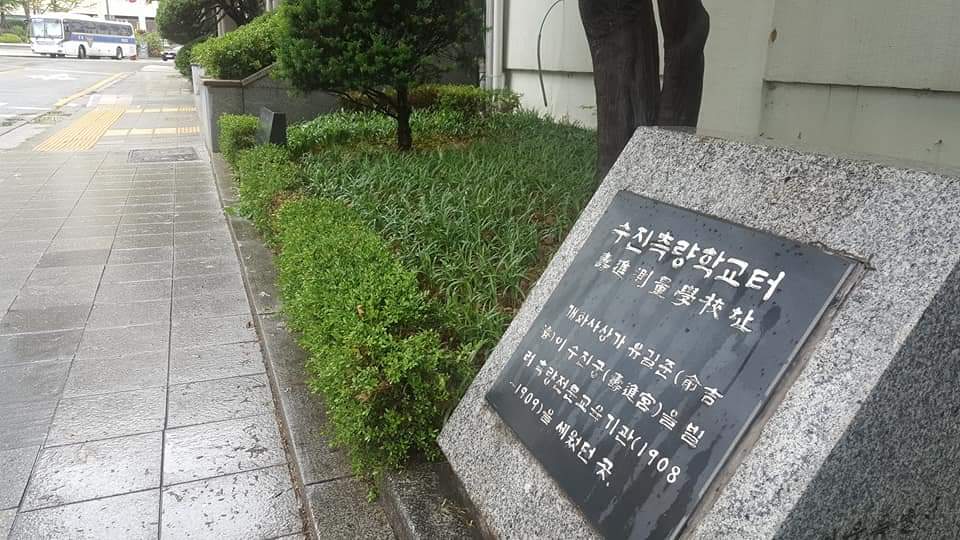 수진측량학교터
壽進測量學校址
개화사상가 유길준(俞吉
濬)이 수진궁(壽進宮)을 빌
려 측량전문교육기관(1908
-1909)을 세웠던 곳.